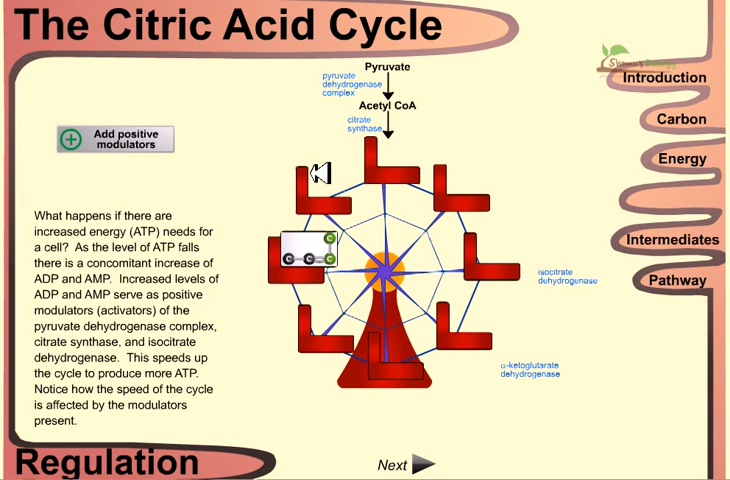 The Citric Acid Cycle
Pyruvate
pyruvate
dehydrogenase
complex
Acetyl CoA
citrate
synthase
Introduction
Carbon
Energy
Intermediates
Pathway
Add positive
modulators
What happens if there are
increased energy (ATP) needs for
a cell? As the level of ATP falls
there is a concomitant increase of
ADP and AMP. Increased levels of
ADP and AMP serve as positive
modulators (activators) of the
pyruvate dehydrogenase complex,
citrate synthase, and isocitrate
dehydrogenase. This speeds up
the cycle to produce more ATP.
Notice how the speed of the cycle
is affected by the modulators
present.
C
C C C
isocitrate
dehydrogenase
α-ketoglutarate
dehydrogenase
Regulation
Next